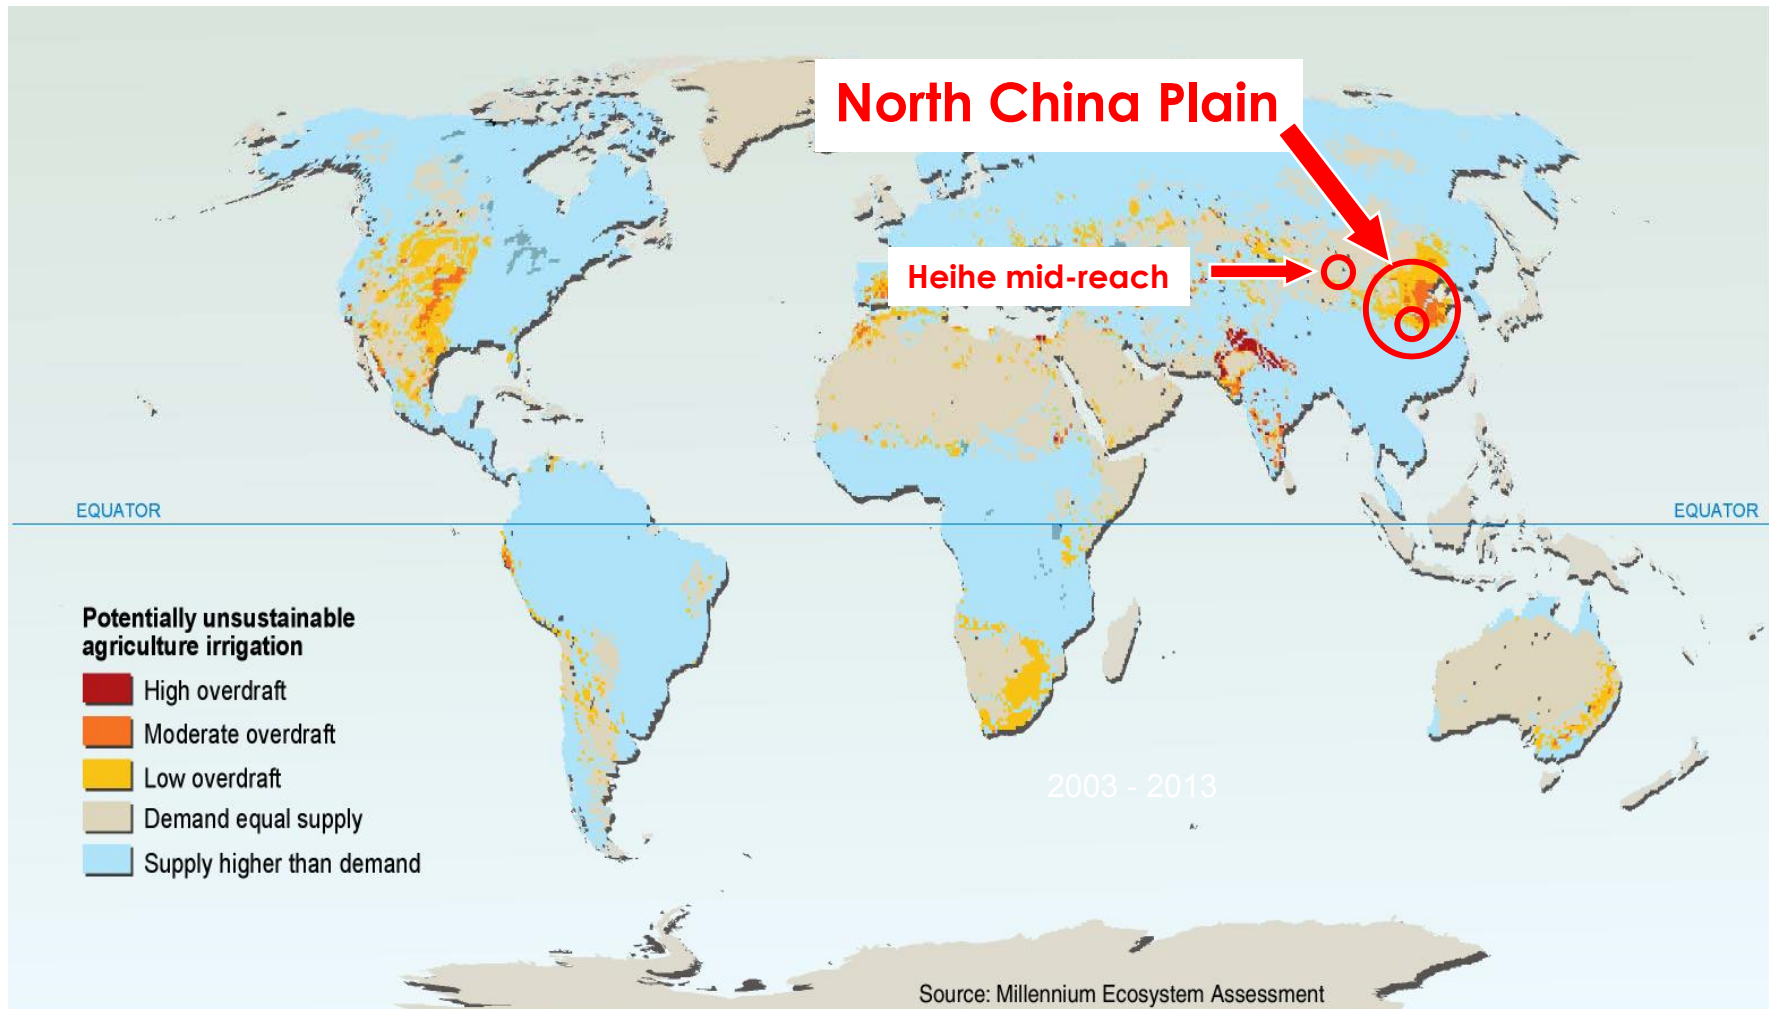 North China Plain
Heihe mid-reach
EQUATOR
EQUATOR
Potentially unsustainable
agriculture irrigation
High overdraft
Moderate overdraft
Low overdraft
Demand equal supply
Supply higher than demand
2003 - 2013
Source: Millennium Ecosystem Assessment